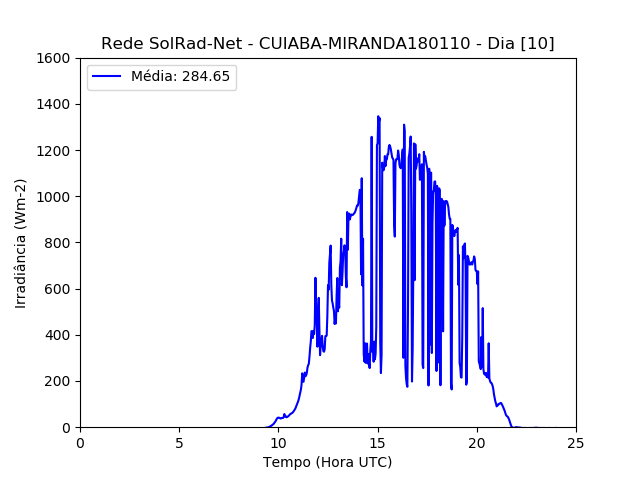 Rede SolRad-Net - CUIABA-MIRANDA180110 - Dia [10]
Média: 284.65
1600
1400
1200
1000
800
600
400
200
0
Irradiância (Wm-2)
0 5 10 15 20 25
Tempo (Hora UTC)